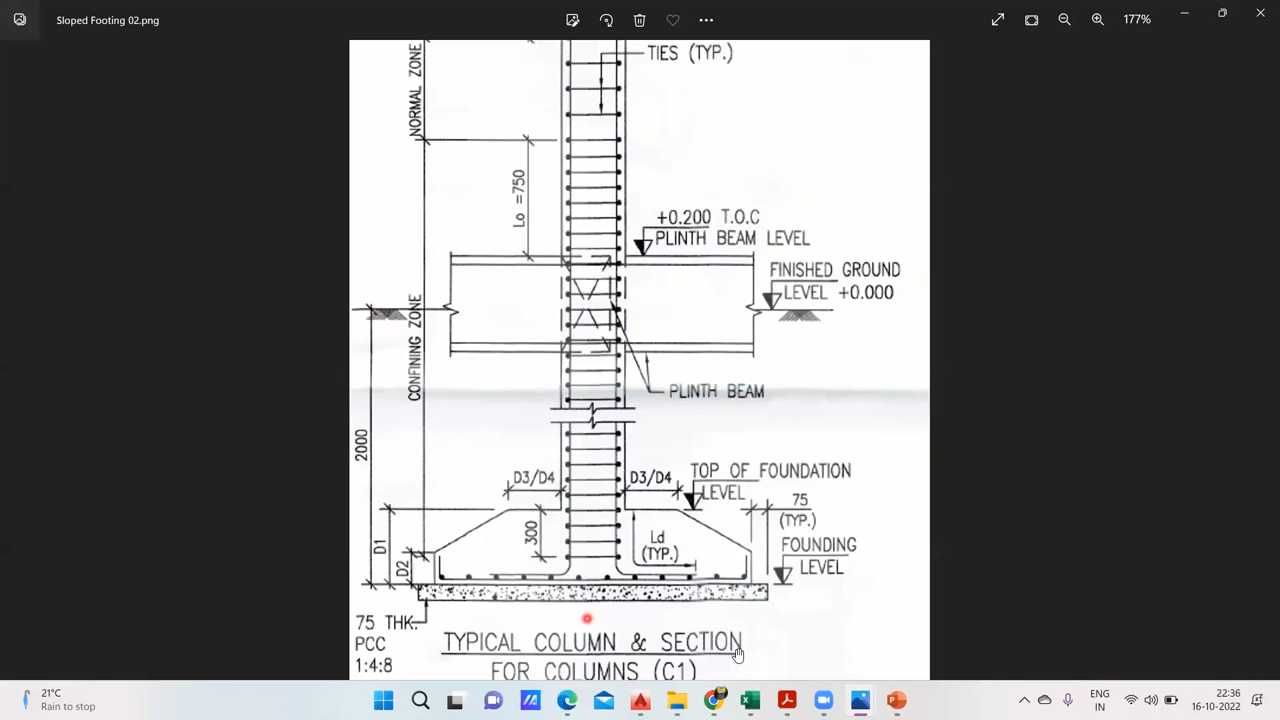 Sloped Footing 02.png
177%
NORMAL ZONE
TIES (TYP.)
Lo =750
+0.200 T.O.C
PLINTH BEAM LEVEL
FINISHED GROUND
LEVEL +0.000
CONFINING ZONE
PLINTH BEAM
2000
D3/D4
D3/D4
TOP OF FOUNDATION
LEVEL
75
(TYP.)
D1
300
Ld
(TYP.)
FOUNDING
LEVEL
D2
75 THK.
PCC
1:4:8
TYPICAL COLUMN & SECTION
FOR COLUMNS (C1)
21°C
Rain to stop
ENG
IN
22:36
16-10-2022